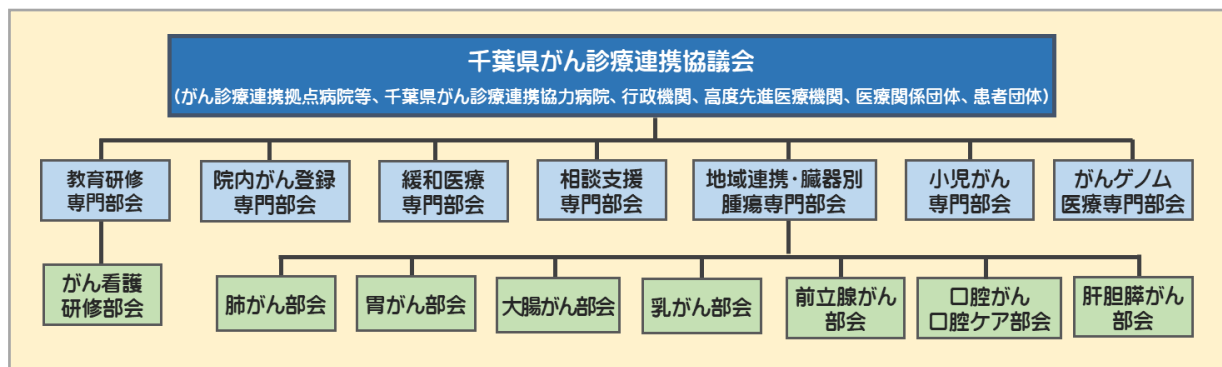 千葉県がん診療連携協議会
(がん診療連携拠点病院等、千葉県がん診療連携協力病院、行政機関、高度先進医療機関、医療関係団体、患者団体)
教育研修
専門部会
院内がん登録
専門部会
緩和医療
専門部会
相談支援
専門部会
地域連携・臓器別
腫瘍専門部会
小児がん
専門部会
がんゲノム
医療専門部会
がん看護
研修部会
肺がん部会
胃がん部会
大腸がん部会
乳がん部会
前立腺がん
部会
口腔がん
口腔ケア部会
肝胆膵がん
部会